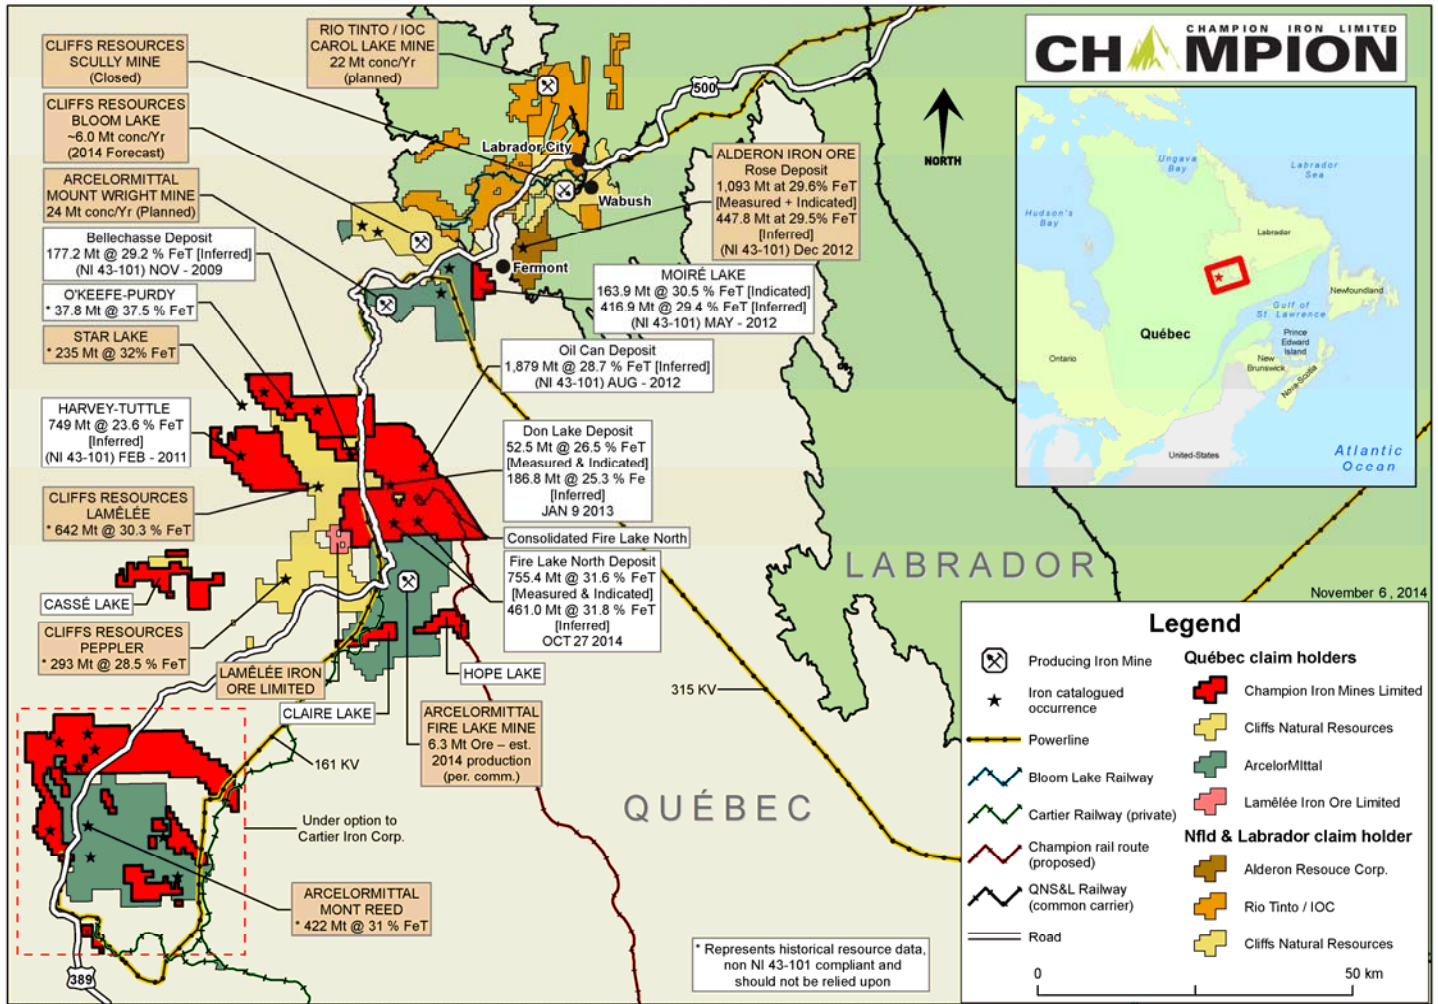 CLIFFS RESOURCES
SCULLY MINE
(Closed)
CLIFFS RESOURCES
BLOOM LAKE
~6.0 Mt conc/Yr
(2014 Forecast)
ARCELORMITTAL
MOUNT WRIGHT MINE
24 Mt conc/Yr (Planned)
Bellechasse Deposit
177.2 Mt @ 29.2 % FeT [Inferred]
(NI 43-101) NOV - 2009
O'KEEFE-PURDY
* 37.8 Mt @ 37.5 % FeT
STAR LAKE
* 235 Mt @ 32% FeT
HARVEY-TUTTLE
749 Mt @ 23.6 % FeT
[Inferred]
(NI 43-101) FEB - 2011
CLIFFS RESOURCES
LAMÊLÉE
* 642 Mt @ 30.3 % FeT
CASSÉ LAKE
CLIFFS RESOURCES
PEPPLER
* 293 Mt @ 28.5 % FeT
RIO TINTO / IOC
CAROL LAKE MINE
22 Mt conc/Yr
(planned)
500
Labrador City
Wabush
Fermont
NORTH
ALDERON IRON ORE
Rose Deposit
1,093 Mt at 29.6% FeT
[Measured + Indicated]
447.8 Mt at 29.5% FeT
[Inferred]
(NI 43-101) Dec 2012
MOIRÉ LAKE
163.9 Mt @ 30.5 % FeT [Indicated]
416.9 Mt @ 29.4 % FeT [Inferred]
(NI 43-101) MAY - 2012
Oil Can Deposit
1,879 Mt @ 28.7 % FeT [Inferred]
(NI 43-101) AUG - 2012
Don Lake Deposit
52.5 Mt @ 26.5 % FeT
[Measured & Indicated]
186.8 Mt @ 25.3 % Fe
[Inferred]
JAN 9 2013
Consolidated Fire Lake North
Fire Lake North Deposit
755.4 Mt @ 31.6 % FeT
[Measured & Indicated]
461.0 Mt @ 31.8 % FeT
[Inferred]
OCT 27 2014
HOPE LAKE
LAMÊLÉE IRON
ORE LIMITED
CLAIRE LAKE
ARCELORMITTAL
FIRE LAKE MINE
6.3 Mt Ore – est.
2014 production
(per. comm.)
161 KV
315 KV
Under option to
Cartier Iron Corp.
ARCELORMITTAL
MONT REED
* 422 Mt @ 31 % FeT
389
LABRADOR
QUÉBEC
* Represents historical resource data,
non NI 43-101 compliant and
should not be relied upon
CHAMPION IRON LIMITED
CHAMPION
Ungava
Bay
Labrador
Sea
Hudson's
Bay
Labrador
Newfoundland
Gulf of
St. Lawrence
Québec
Prince
Edward
Island
Ontario
New
Brunswick
Nova-Scotia
United-States
Atlantic
Ocean
November 6 , 2014
Legend
Producing Iron Mine
Iron catalogued
occurrence
Powerline
Bloom Lake Railway
Cartier Railway (private)
Champion rail route
(proposed)
QNS&L Railway
(common carrier)
Road
Québec claim holders
Champion Iron Mines Limited
Cliffs Natural Resources
ArcelorMIttal
Lamêlée Iron Ore Limited
Nfld & Labrador claim holder
Alderon Resouce Corp.
Rio Tinto / IOC
Cliffs Natural Resources
0
50 km